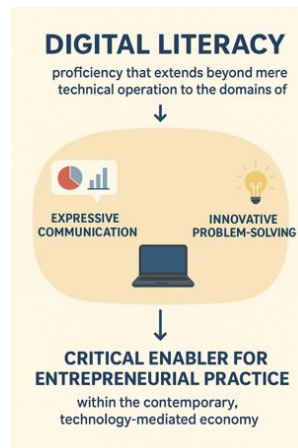 DIGITAL LITERACY
proficiency that extends beyond mere
technical operation to the domains of
EXPRESSIVE
COMMUNICATION
INNOVATIVE
PROBLEM-SOLVING
CRITICAL ENABLER FOR
ENTREPRENEURIAL PRACTICE
within the contemporary,
technology-mediated economy